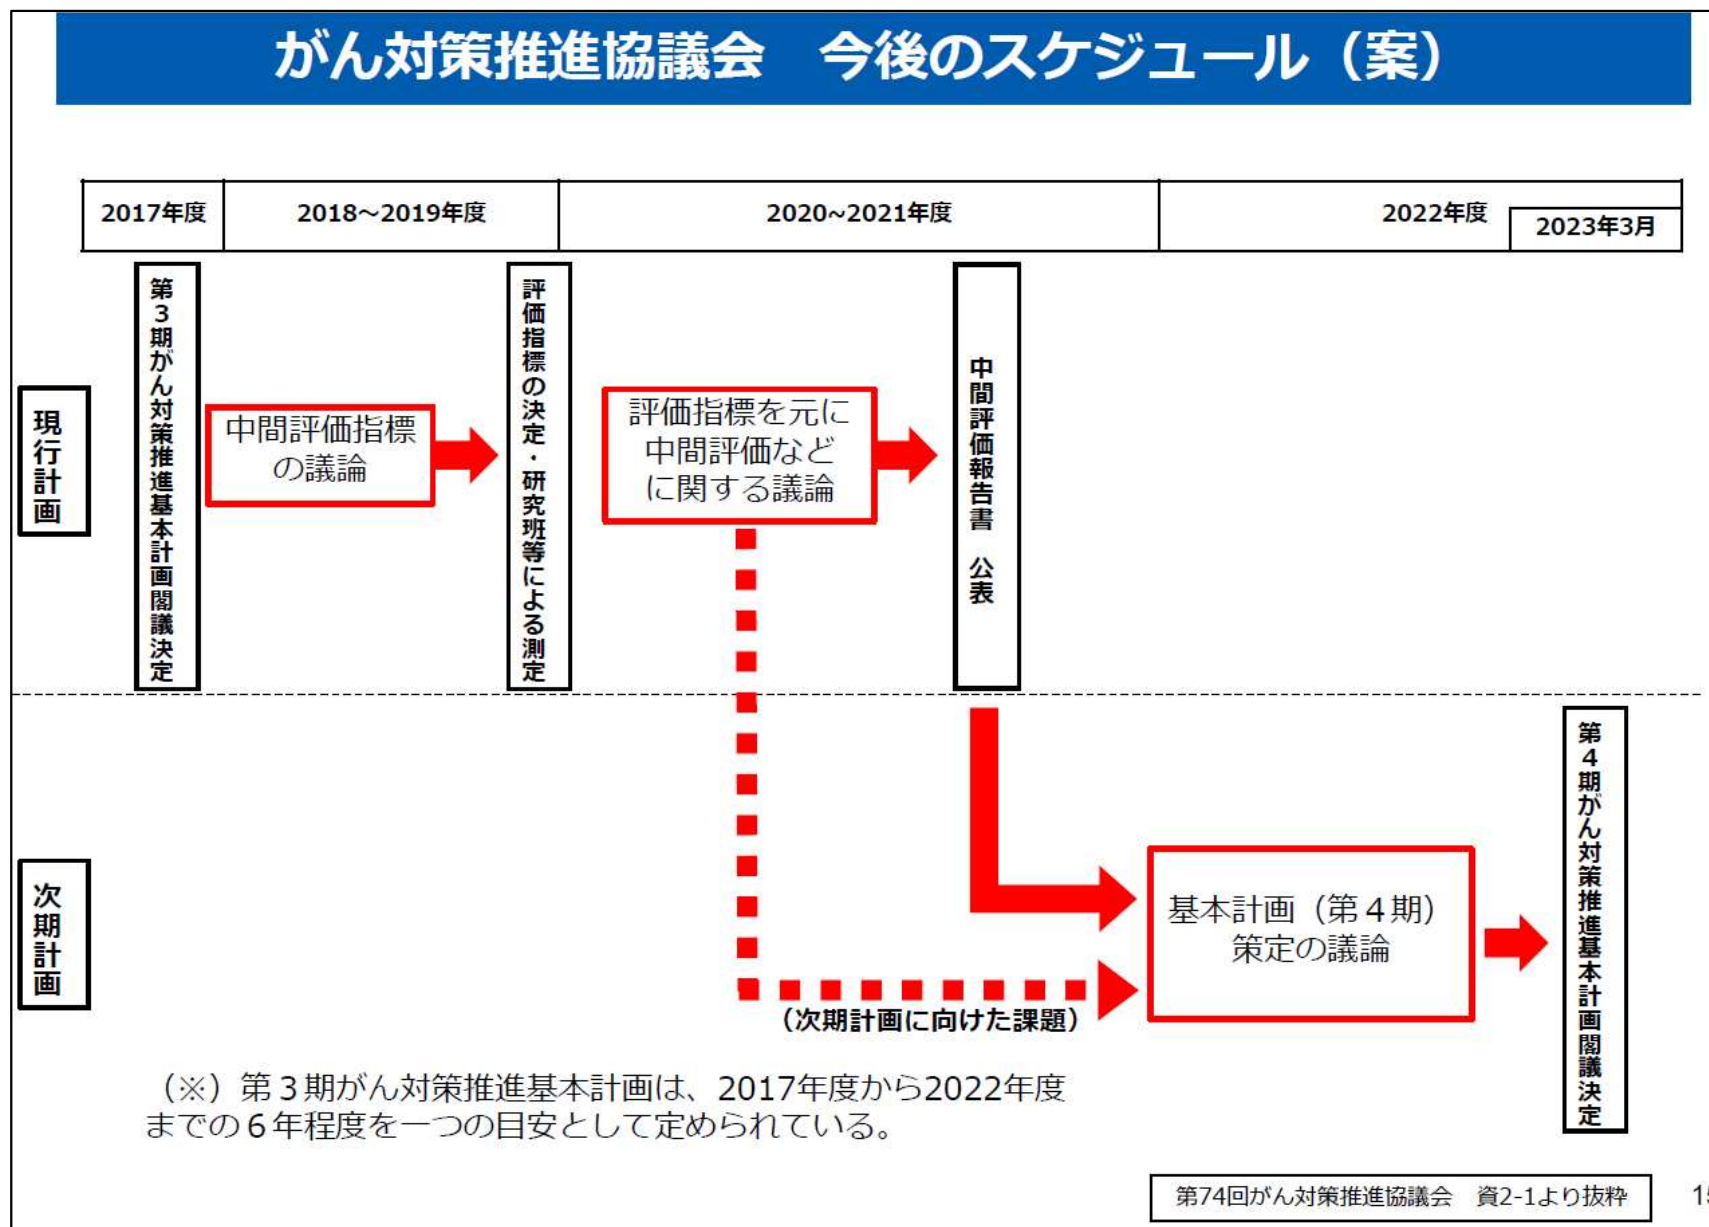 がん対策推進協議会　今後のスケジュール（案）
2017年度
2018～2019年度
2020~2021年度
2022年度
2023年3月
現行計画
第３期がん対策推進基本計画閣議決定
中間評価指標
の議論
評価指標の決定・研究班等による測定
評価指標を元に
中間評価など
に関する議論
中間評価報告書　公表
次期計画
（次期計画に向けた課題）
基本計画（第４期）
策定の議論
第４期がん対策推進基本計画閣議決定
（※）第３期がん対策推進基本計画は、2017年度から2022年度
までの６年程度を一つの目安として定められている。
第74回がん対策推進協議会　資2-1より抜粋